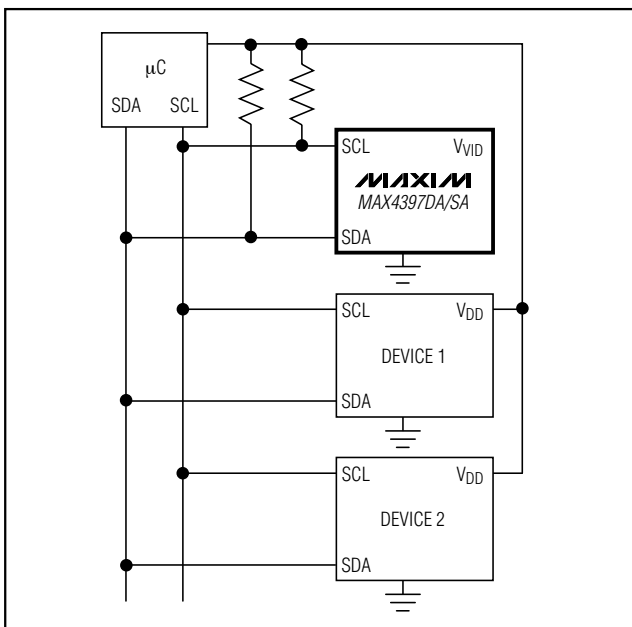 μC
SDA SCL
SCL VVID
MAXIM
MAX4397DA/SA
SDA
SCL VDD
DEVICE 1
SDA
SCL VDD
DEVICE 2
SDA